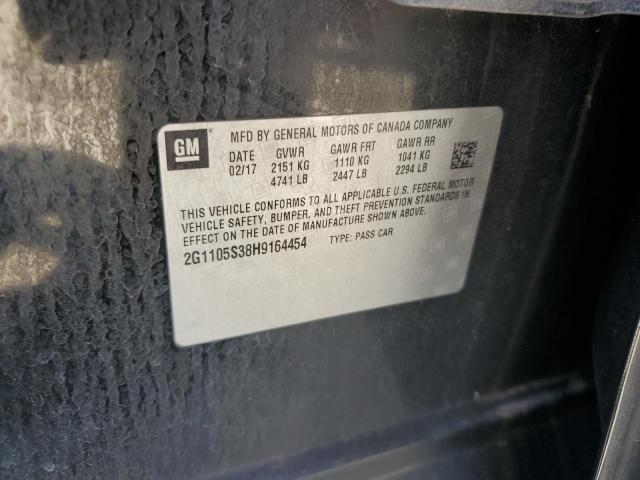 GM
MFD BY GENERAL MOTORS OF CANADA COMPANY
DATE GVWR GAWR FRT GAWR RR
02/17 2151 KG 1110 KG 1041 KG
4741 LB 2447 LB 2294 LB
THIS VEHICLE CONFORMS TO ALL APPLICABLE U.S. FEDERAL MOTOR
VEHICLE SAFETY, BUMPER, AND THEFT PREVENTION STANDARDS IN
EFFECT ON THE DATE OF MANUFACTURE SHOWN ABOVE.
2G1105S38H9164454 TYPE: PASS CAR